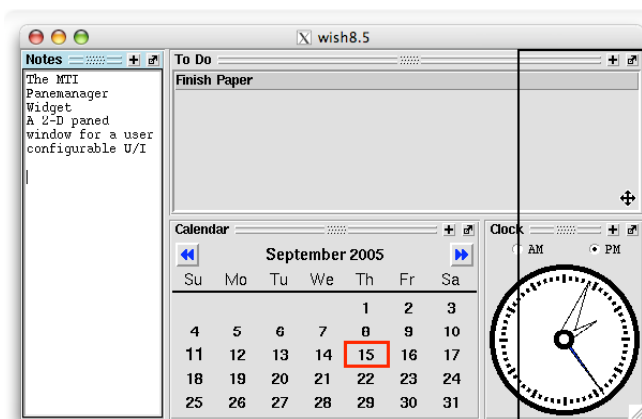 wish8.5
Notes
The MTI
Panemanager
Widget
A 2-D paned
window for a user
configurable U/I
To Do
Finish Paper
Calendar
September 2005
Su Mo Tu We Th Fr Sa
1 2 3
4 5 6 7 8 9 10
11 12 13 14 15 16 17
18 19 20 21 22 23 24
25 26 27 28 29 30 31
Clock
AM PM